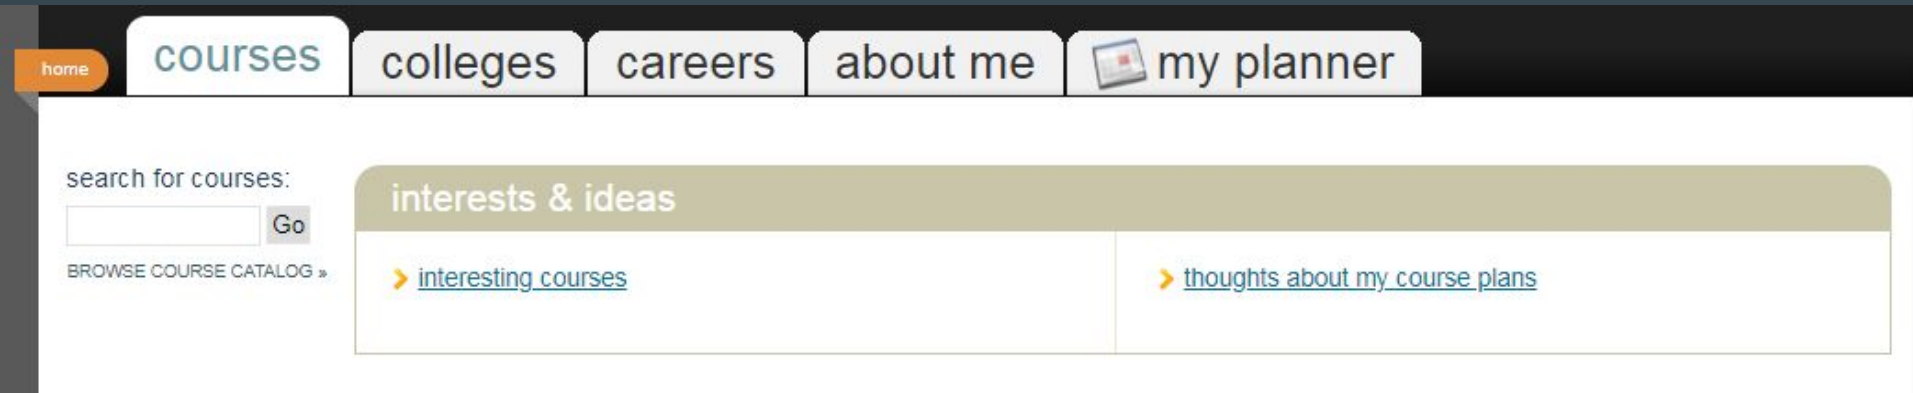 home
courses
colleges
careers
about me
my planner
search for courses:
Go
BROWSE COURSE CATALOG »
interests & ideas
interesting courses
thoughts about my course plans